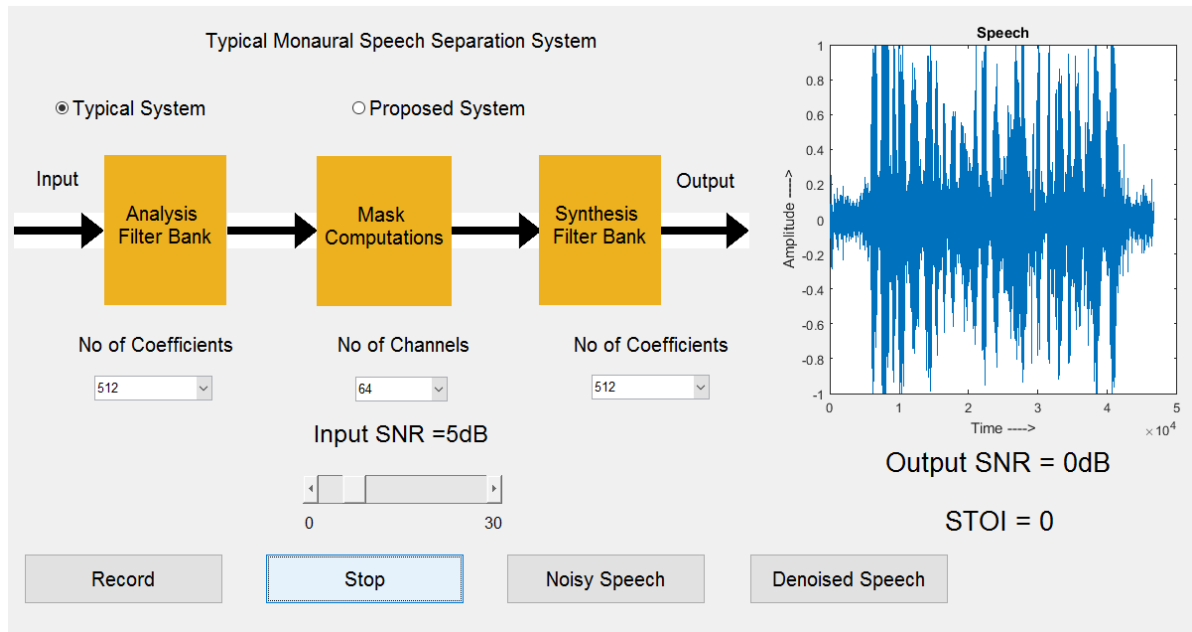 Typical Monaural Speech Separation System
Typical System
Proposed System
Input
Analysis
Filter Bank
Mask
Computations
Synthesis
Filter Bank
Output
No of Coefficients
No of Channels
No of Coefficients
512
64
512
Input SNR =5dB
0
30
Speech
Amplitude ---->
1
0.8
0.6
0.4
0.2
0
-0.2
-0.4
-0.6
-0.8
-1
0
1
2
3
4
5
Time ---->
×10^4
Output SNR = 0dB
STOI = 0
Record
Stop
Noisy Speech
Denoised Speech